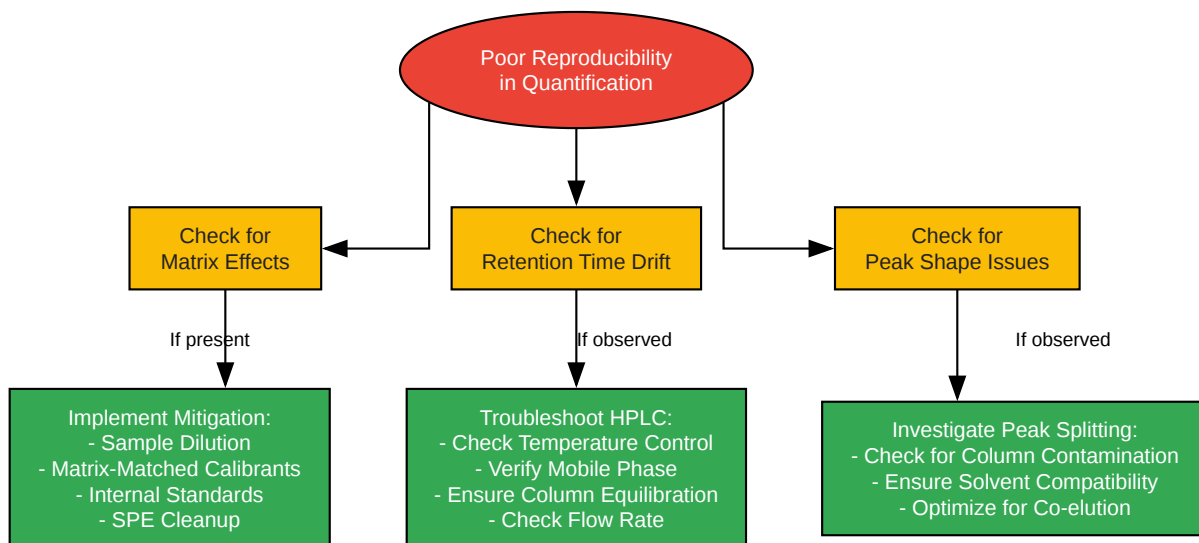 Poor Reproducibility
in Quantification
Check for
Matrix Effects
Check for
Retention Time Drift
Check for
Peak Shape Issues
If present
If observed
If observed
Implement Mitigation:
- Sample Dilution
- Matrix-Matched Calibrants
- Internal Standards
- SPE Cleanup
Troubleshoot HPLC:
- Check Temperature Control
- Verify Mobile Phase
- Ensure Column Equilibration
- Check Flow Rate
Investigate Peak Splitting:
- Check for Column Contamination
- Ensure Solvent Compatibility
- Optimize for Co-elution